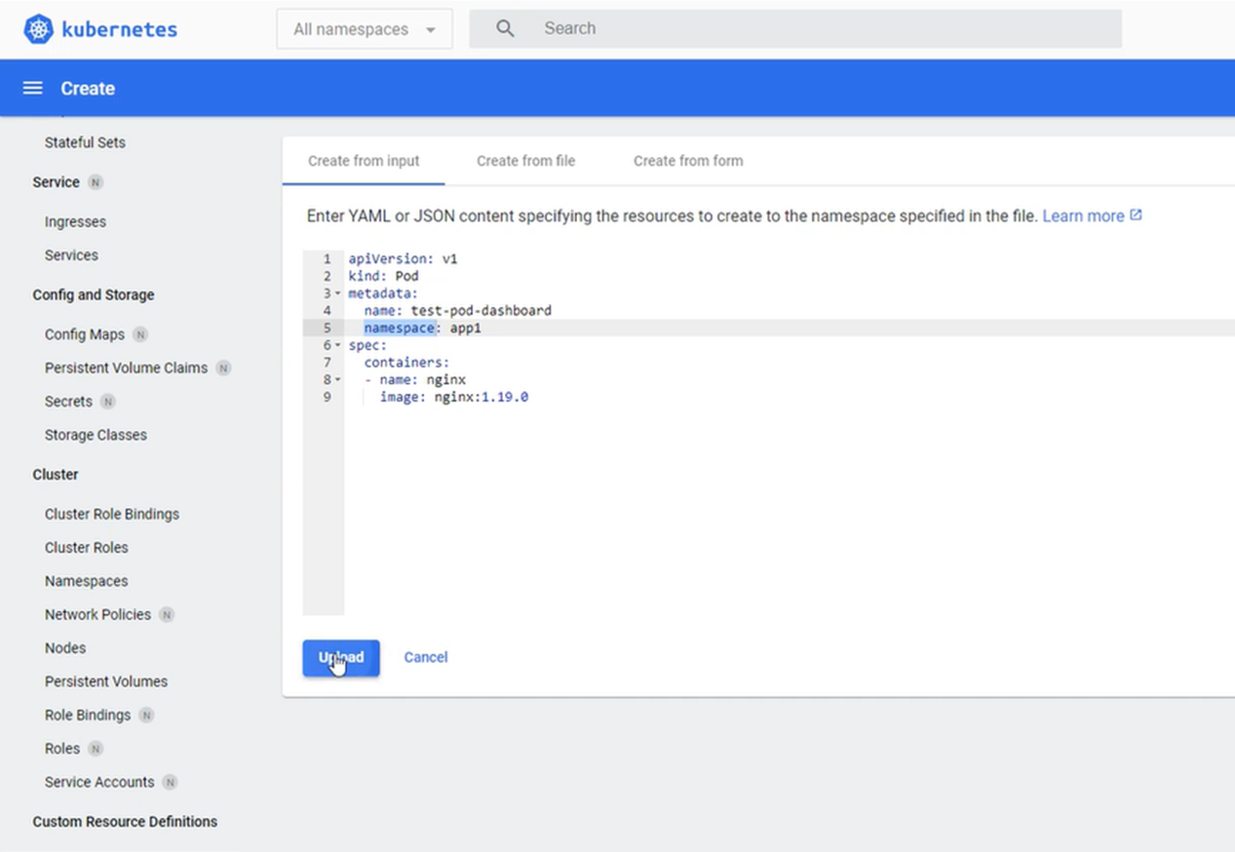 kubernetes
All namespaces
Search
Create
Stateful Sets
Service N
Ingresses
Services
Config and Storage
Config Maps N
Persistent Volume Claims N
Secrets N
Storage Classes
Cluster
Cluster Role Bindings
Cluster Roles
Namespaces
Network Policies N
Nodes
Persistent Volumes
Role Bindings N
Roles N
Service Accounts N
Custom Resource Definitions
Create from input
Create from file
Create from form
Enter YAML or JSON content specifying the resources to create to the namespace specified in the file. Learn more
1 apiVersion: v1
2 kind: Pod
3 metadata:
4   name: test-pod-dashboard
5   namespace: app1
6 spec:
7   containers:
8   - name: nginx
9     image: nginx:1.19.0
Upload
Cancel